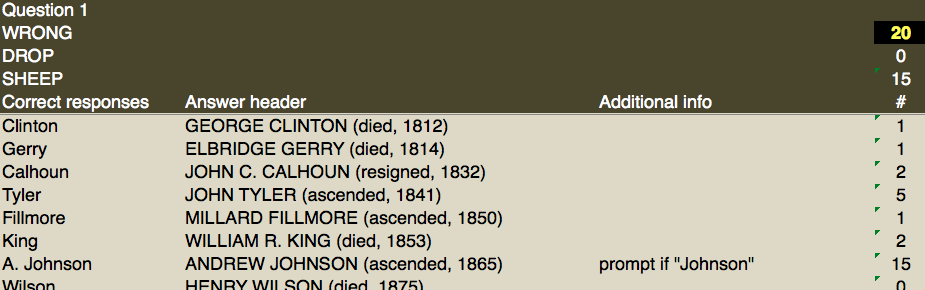 Question 1
WRONG 20
DROP 0
SHEEP 15
Correct responses Answer header Additional info #
Clinton GEORGE CLINTON (died, 1812) 1
Gerry ELBRIDGE GERRY (died, 1814) 1
Calhoun JOHN C. CALHOUN (resigned, 1832) 2
Tyler JOHN TYLER (ascended, 1841) 5
Fillmore MILLARD FILLMORE (ascended, 1850) 1
King WILLIAM R. KING (died, 1853) 2
A. Johnson ANDREW JOHNSON (ascended, 1865) prompt if "Johnson" 15
Wilson HENRY WILSON (died, 1875) 0